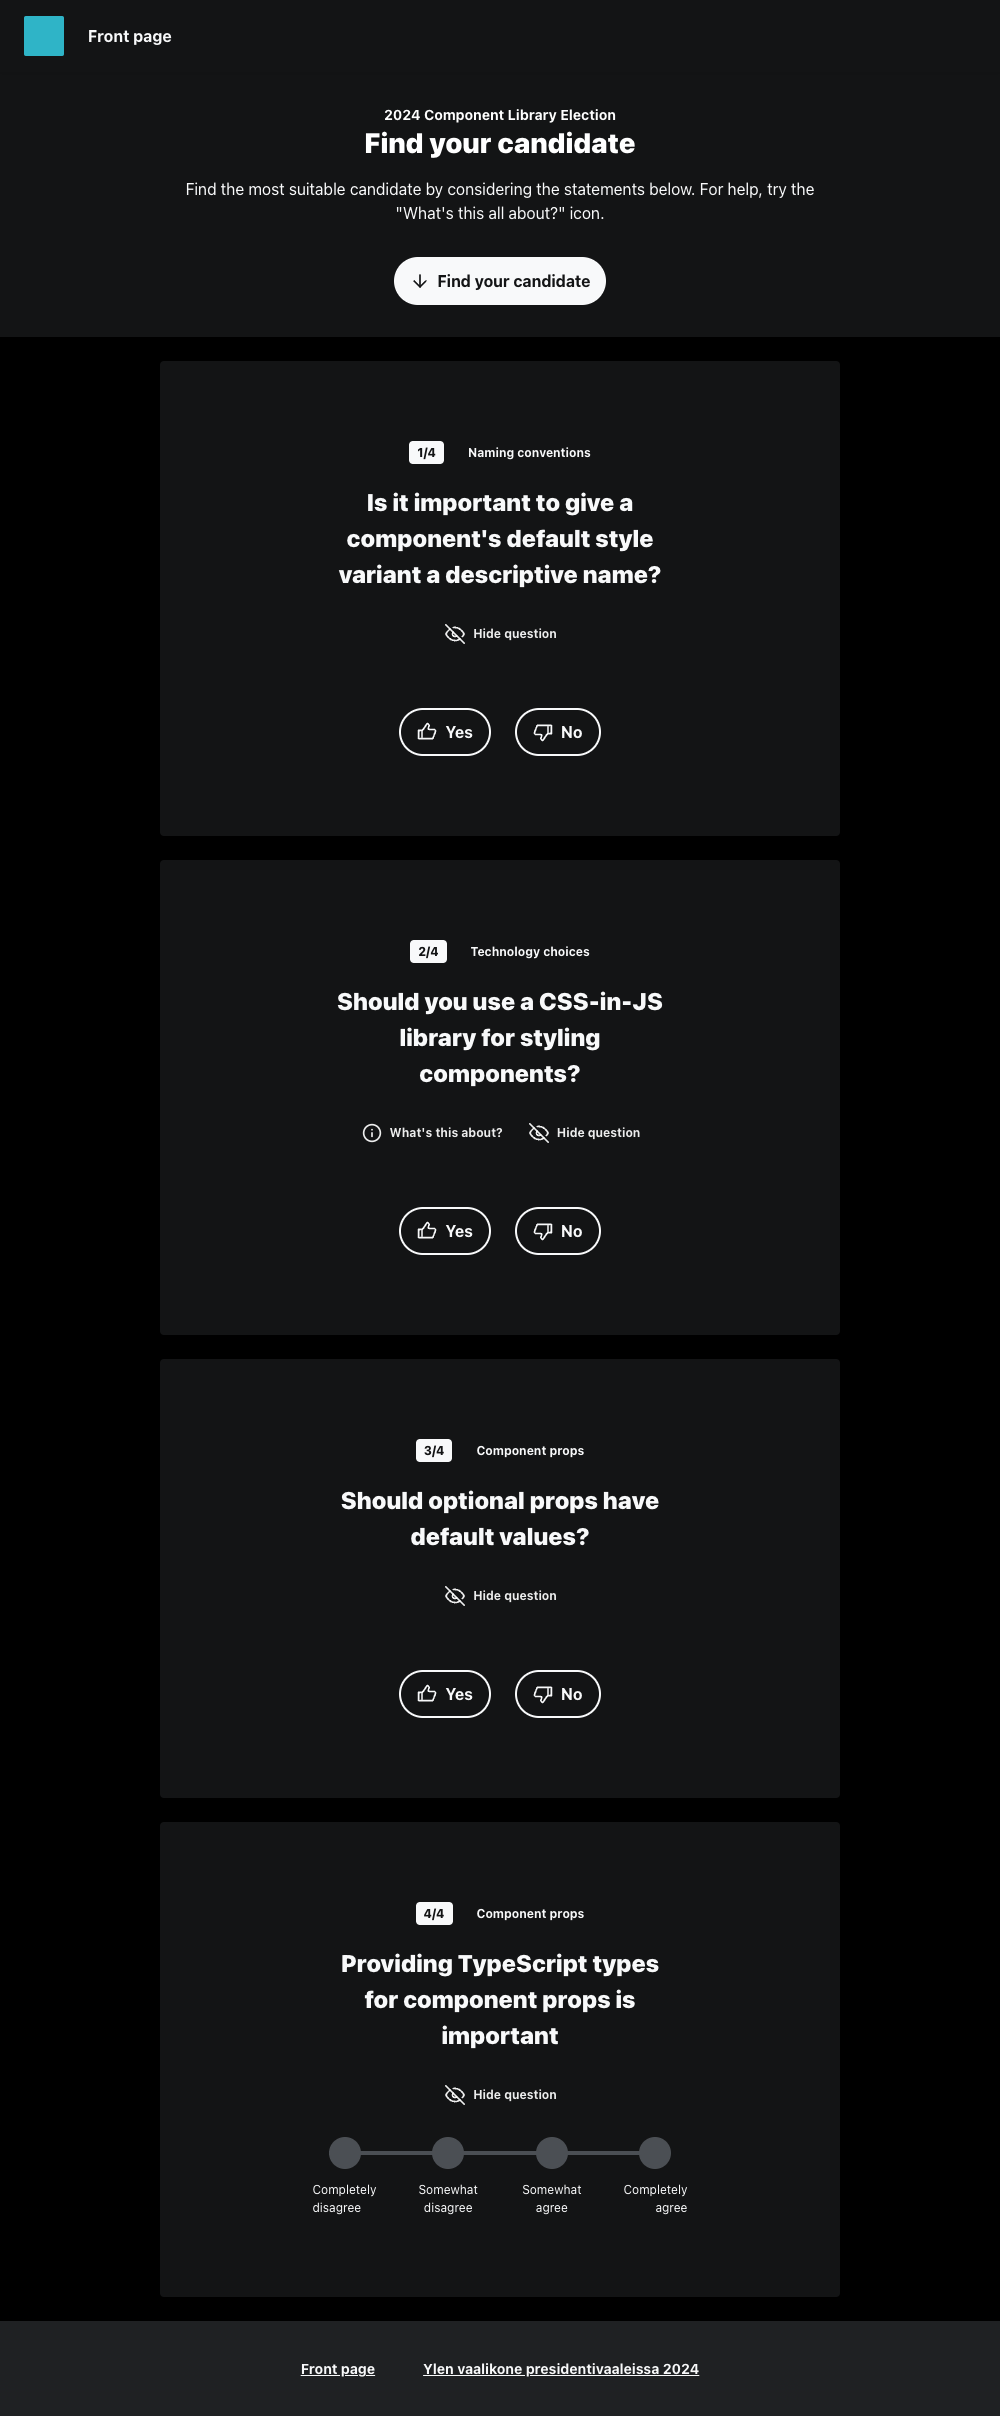 Front page
2024 Component Library Election
Find your candidate
Find the most suitable candidate by considering the statements below. For help, try the
"What's this all about?" icon.
Find your candidate
1/4 Naming conventions
Is it important to give a
component's default style
variant a descriptive name?
Hide question
Yes No
2/4 Technology choices
Should you use a CSS-in-JS
library for styling
components?
What's this about? Hide question
Yes No
3/4 Component props
Should optional props have
default values?
Hide question
Yes No
4/4 Component props
Providing TypeScript types
for component props is
important
Hide question
Completely Somewhat Somewhat Completely
disagree disagree agree agree
Front page Ylen vaalikone presidentivaaleissa 2024